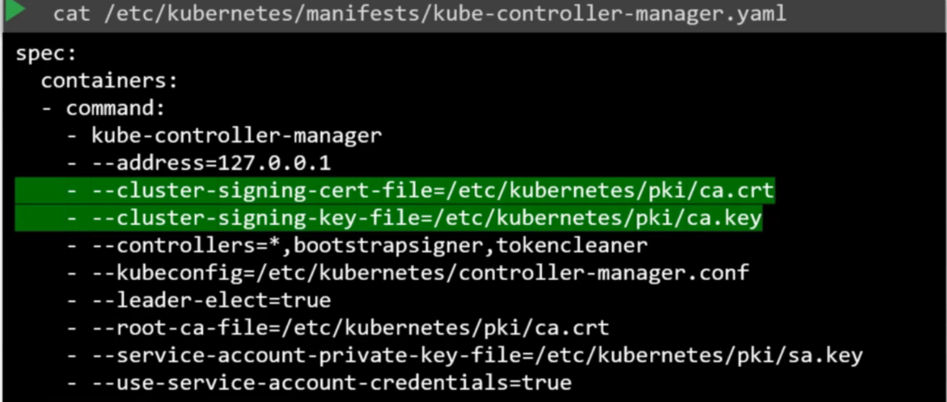 cat /etc/kubernetes/manifests/kube-controller-manager.yaml
spec:
  containers:
  - command:
    - kube-controller-manager
    - --address=127.0.0.1
    - --cluster-signing-cert-file=/etc/kubernetes/pki/ca.crt
    - --cluster-signing-key-file=/etc/kubernetes/pki/ca.key
    - --controllers=*,bootstrapsigner,tokencleaner
    - --kubeconfig=/etc/kubernetes/controller-manager.conf
    - --leader-elect=true
    - --root-ca-file=/etc/kubernetes/pki/ca.crt
    - --service-account-private-key-file=/etc/kubernetes/pki/sa.key
    - --use-service-account-credentials=true